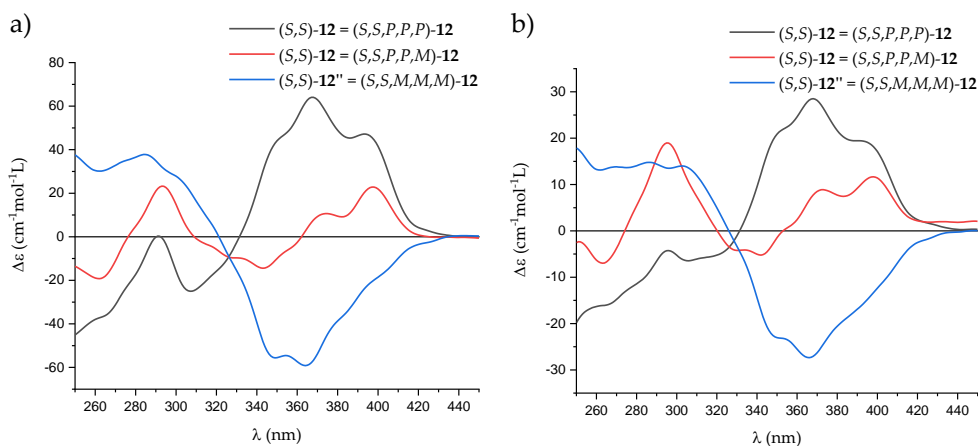 a)
(S,S)-12 = (S,S,P,P,P)-12
(S,S)-12 = (S,S,P,P,M)-12
(S,S)-12" = (S,S,M,M,M)-12
80
60
40
20
0
-20
-40
-60
Δε (cm⁻¹mol⁻¹L)
260 280 300 320 340 360 380 400 420 440
λ (nm)
b)
(S,S)-12 = (S,S,P,P,P)-12
(S,S)-12 = (S,S,P,P,M)-12
(S,S)-12" = (S,S,M,M,M)-12
30
20
10
0
-10
-20
-30
Δε (cm⁻¹mol⁻¹L)
260 280 300 320 340 360 380 400 420 440
λ (nm)